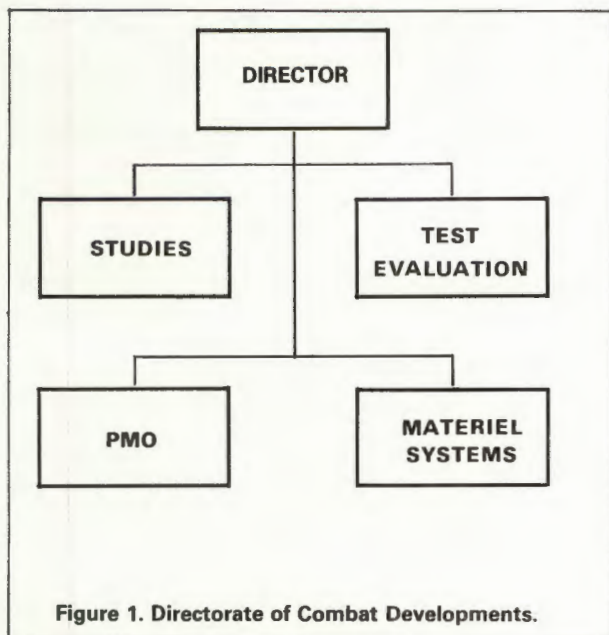 DIRECTOR
STUDIES
TEST
EVALUATION
PMO
MATERIEL
SYSTEMS
Figure 1. Directorate of Combat Developments.